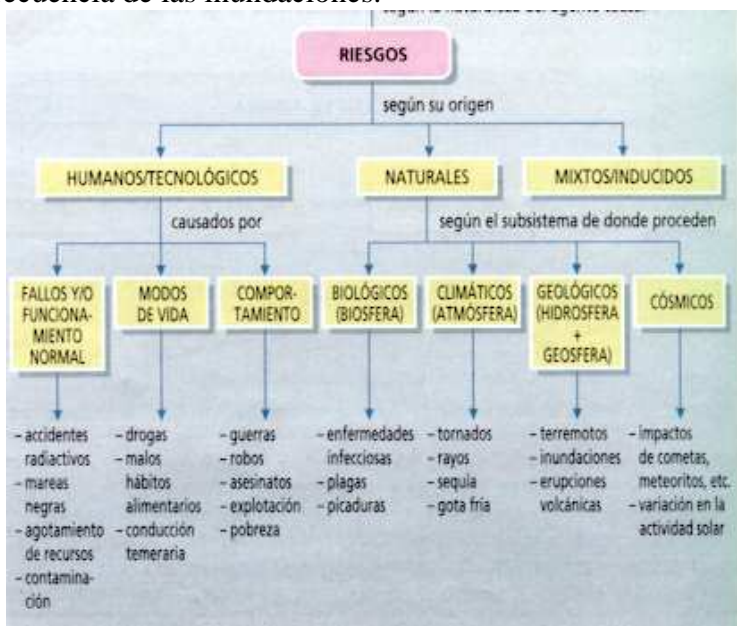 cuencia de las inundaciones.
RIESGOS
según su origen
HUMANOS/TECNOLÓGICOS
NATURALES
MIXTOS/INDUCIDOS
causados por
según el subsistema de donde proceden
FALLOS Y/O
FUNCIONA-
MIENTO
NORMAL
MODOS
DE VIDA
COMPOR-
TAMIENTO
BIOLÓGICOS
(BIOSFERA)
CLIMÁTICOS
(ATMÓSFERA)
GEOLÓGICOS
(HIDROSFERA
+
GEOSFERA)
CÓSMICOS
– accidentes
radiactivos
– mareas
negras
– agotamiento
de recursos
– contamina-
ción
– drogas
– malos
hábitos
alimentarios
– conducción
temeraria
– guerras
– robos
– asesinatos
– explotación
– pobreza
– enfermedades
infecciosas
– plagas
– picaduras
– tornados
– rayos
– sequía
– gota fría
– terremotos
– inundaciones
– erupciones
volcánicas
– impactos
de cometas,
meteoritos, etc.
– variación en la
actividad solar